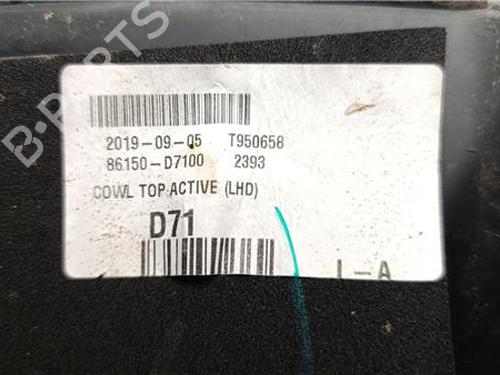 B-PARTS
2019-09-05 T950658
86150-D7100 2393
COWL TOP ACTIVE (LHD)
D71
L-A